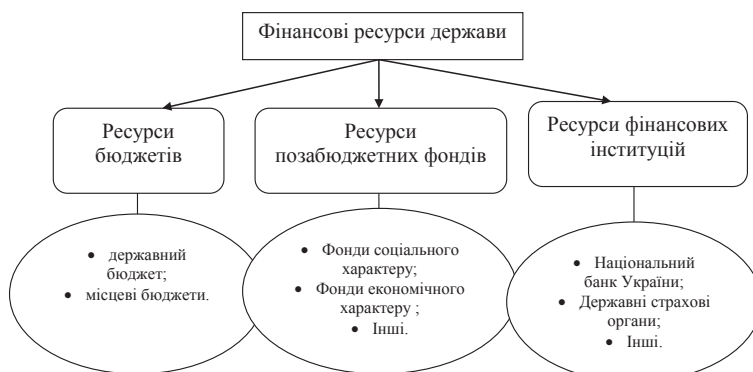 Фінансові ресурси держави
Ресурси
бюджетів
Ресурси
позабюджетних фондів
Ресурси фінансових
інституцій
• державний
бюджет;
• місцеві бюджети.
• Фонди соціального
характеру;
• Фонди економічного
характеру ;
• Інші.
• Національний
банк України;
• Державні страхові
органи;
• Інші.